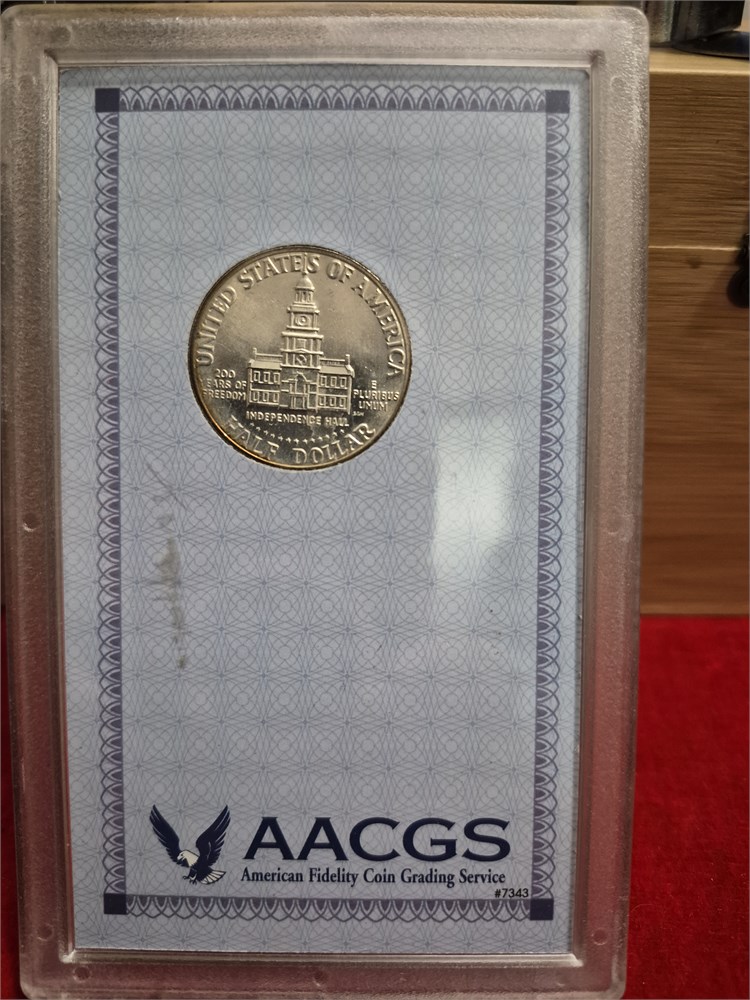 UNITED STATES OF AMERICA
200
YEARS OF
FREEDOM
E
PLURIBUS
UNUM
INDEPENDENCE HALL
HALF DOLLAR
AACGS
American Fidelity Coin Grading Service
#7343